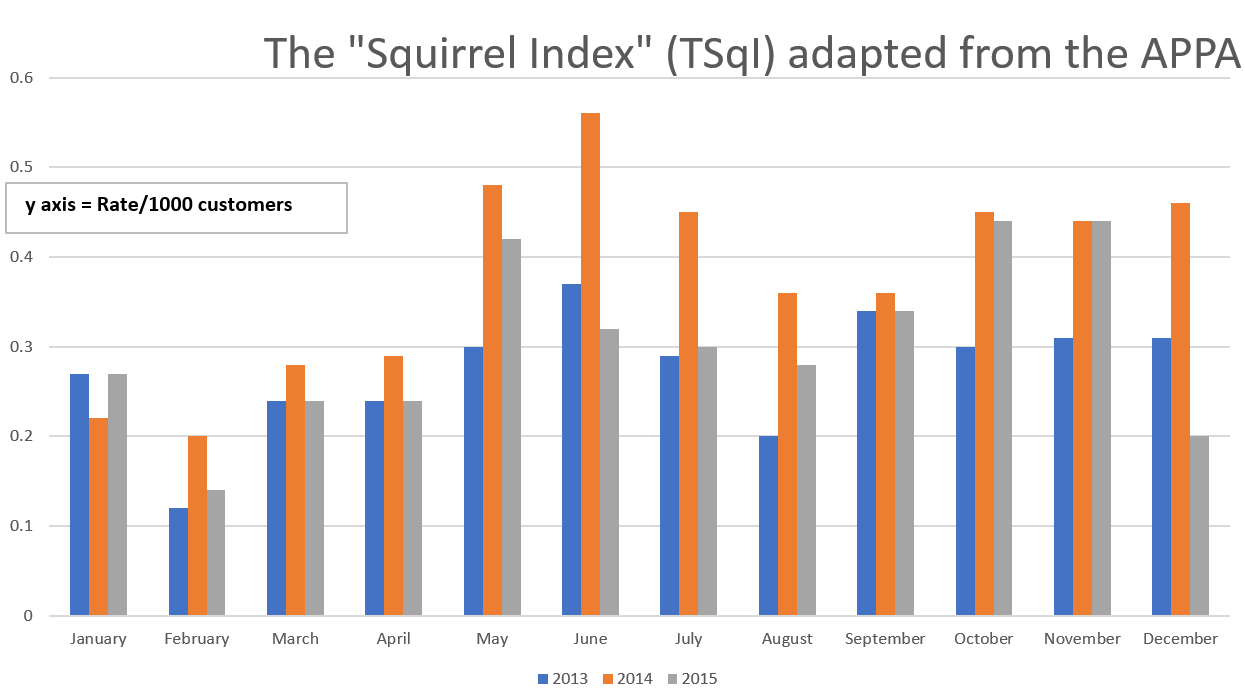 The "Squirrel Index" (TSqI) adapted from the APPA
0.6
0.5
y axis = Rate/1000 customers
0.4
0.3
0.2
0.1
0
January February March April May June July August September October November December
2013 2014 2015